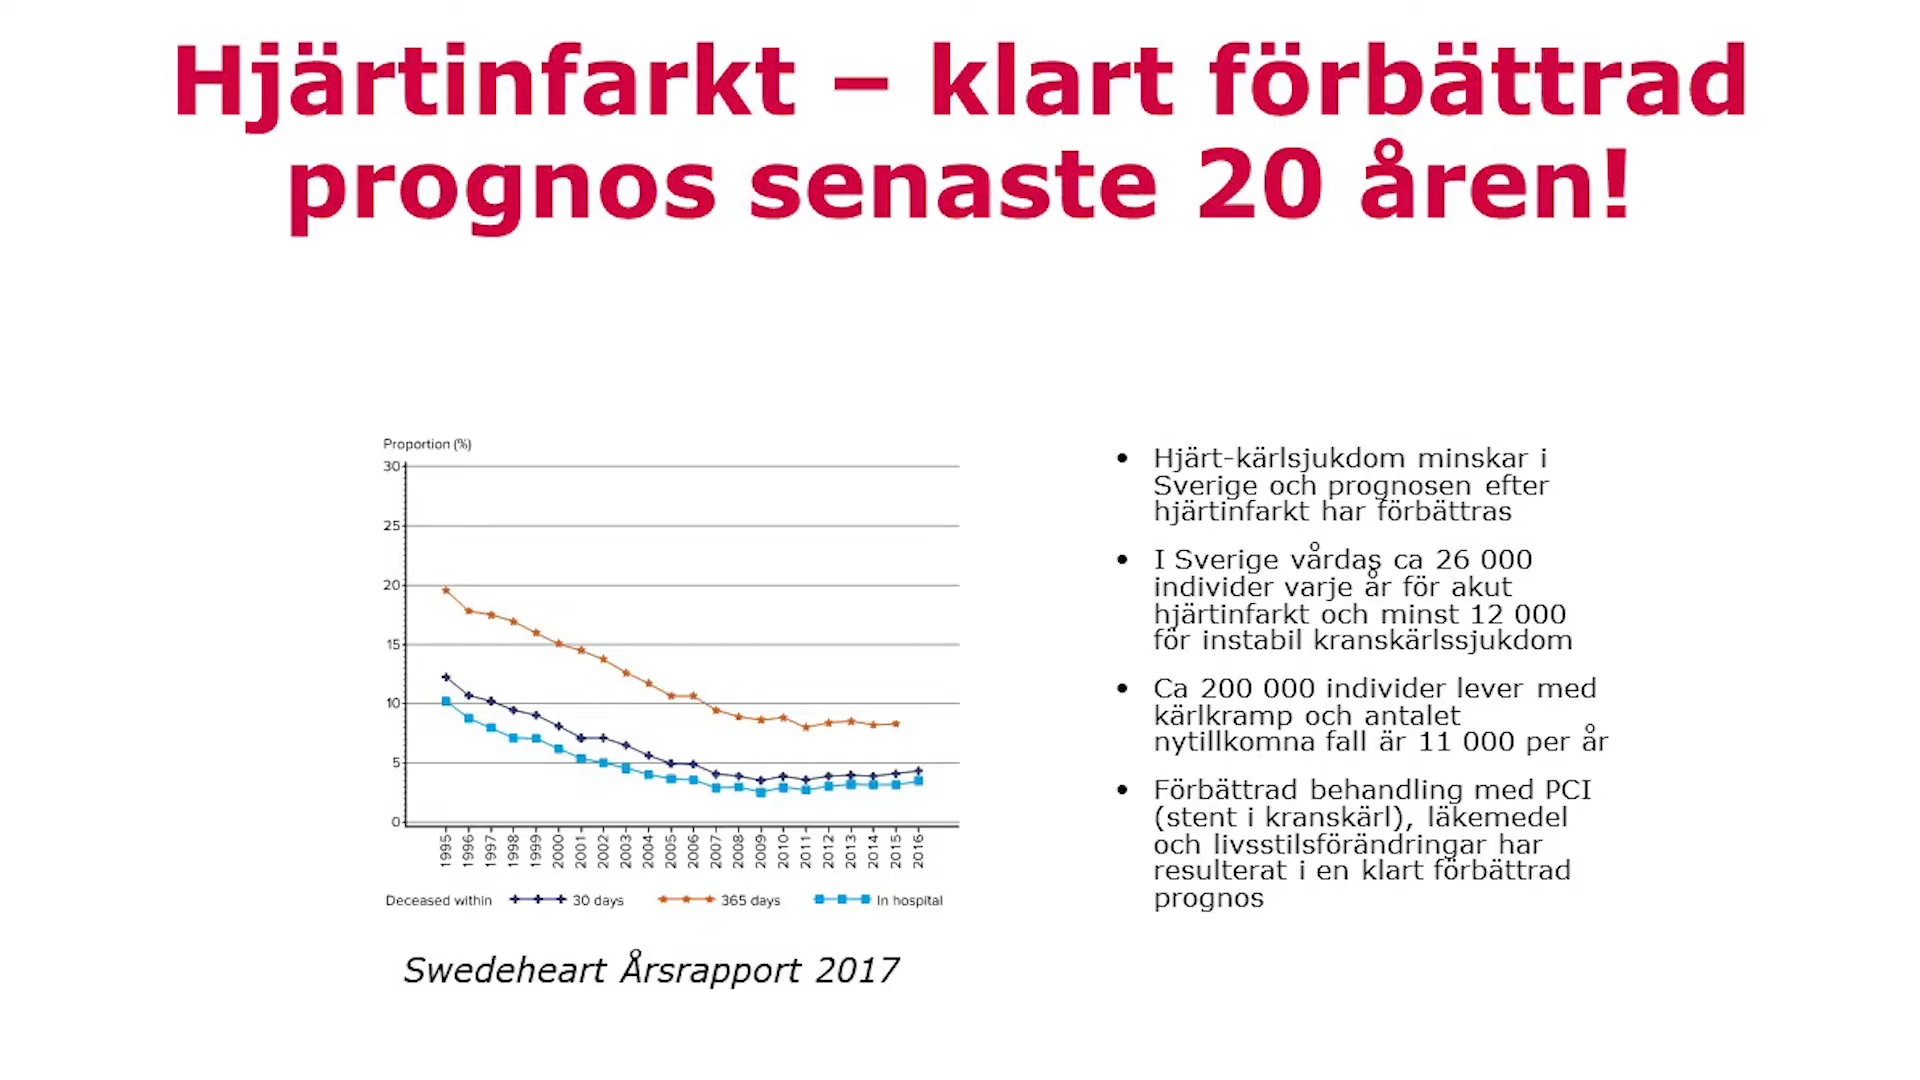 Hjärtinfarkt – klart förbättrad
prognos senaste 20 åren!
Proportion (%)
30
25
20
15
10
5
0
1995 1996 1997 1998 1999 2000 2001 2002 2003 2004 2005 2006 2007 2008 2009 2010 2011 2012 2013 2014 2015 2016
Deceased within 30 days 365 days In hospital
Swedeheart Årsrapport 2017
• Hjärt-kärlsjukdom minskar i
Sverige och prognosen efter
hjärtinfarkt har förbättras
• I Sverige vårdas ca 26 000
individer varje år för akut
hjärtinfarkt och minst 12 000
för instabil kranskärlssjukdom
• Ca 200 000 individer lever med
kärlkramp och antalet
nytillkomna fall är 11 000 per år
• Förbättrad behandling med PCI
(stent i kranskärl), läkemedel
och livsstilsförändringar har
resulterat i en klart förbättrad
prognos